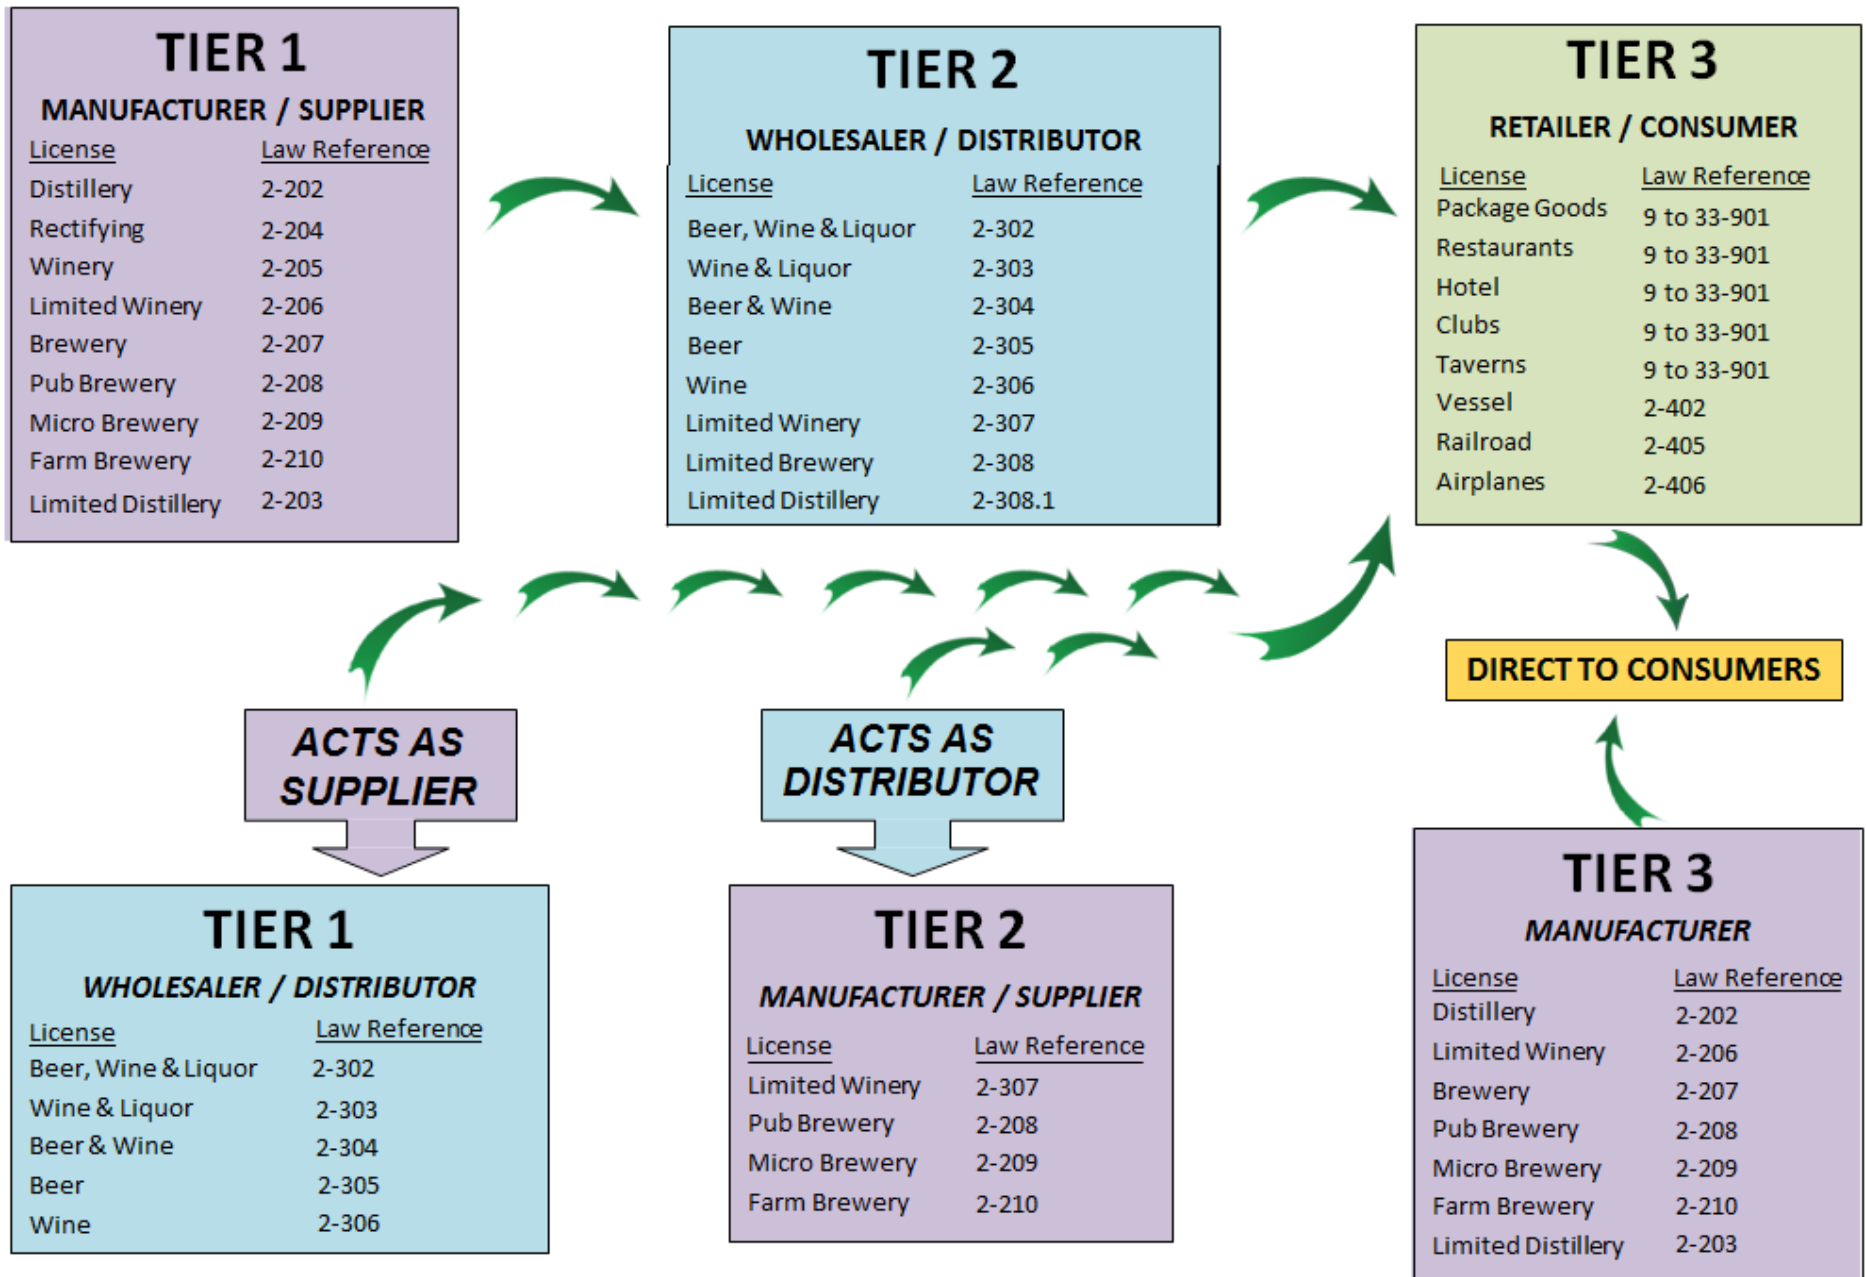 TIER 1
MANUFACTURER / SUPPLIER
License Law Reference
Distillery 2-202
Rectifying 2-204
Winery 2-205
Limited Winery 2-206
Brewery 2-207
Pub Brewery 2-208
Micro Brewery 2-209
Farm Brewery 2-210
Limited Distillery 2-203
TIER 2
WHOLESALER / DISTRIBUTOR
License Law Reference
Beer, Wine & Liquor 2-302
Wine & Liquor 2-303
Beer & Wine 2-304
Beer 2-305
Wine 2-306
Limited Winery 2-307
Limited Brewery 2-308
Limited Distillery 2-308.1
TIER 3
RETAILER / CONSUMER
License Law Reference
Package Goods 9 to 33-901
Restaurants 9 to 33-901
Hotel 9 to 33-901
Clubs 9 to 33-901
Taverns 9 to 33-901
Vessel 2-402
Railroad 2-405
Airplanes 2-406
DIRECT TO CONSUMERS
ACTS AS
SUPPLIER
ACTS AS
DISTRIBUTOR
TIER 1
WHOLESALER / DISTRIBUTOR
License Law Reference
Beer, Wine & Liquor 2-302
Wine & Liquor 2-303
Beer & Wine 2-304
Beer 2-305
Wine 2-306
TIER 2
MANUFACTURER / SUPPLIER
License Law Reference
Limited Winery 2-307
Pub Brewery 2-208
Micro Brewery 2-209
Farm Brewery 2-210
TIER 3
MANUFACTURER
License Law Reference
Distillery 2-202
Limited Winery 2-206
Brewery 2-207
Pub Brewery 2-208
Micro Brewery 2-209
Farm Brewery 2-210
Limited Distillery 2-203